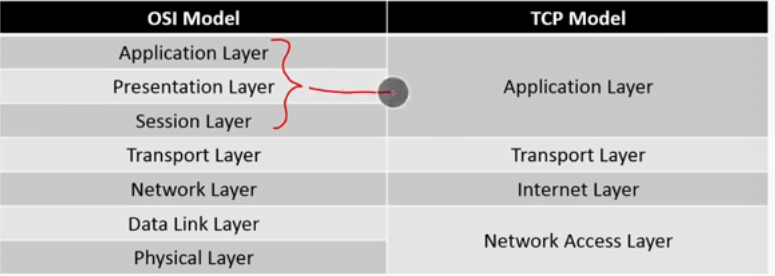 OSI Model TCP Model
Application Layer
Presentation Layer Application Layer
Session Layer
Transport Layer Transport Layer
Network Layer Internet Layer
Data Link Layer
Network Access Layer
Physical Layer